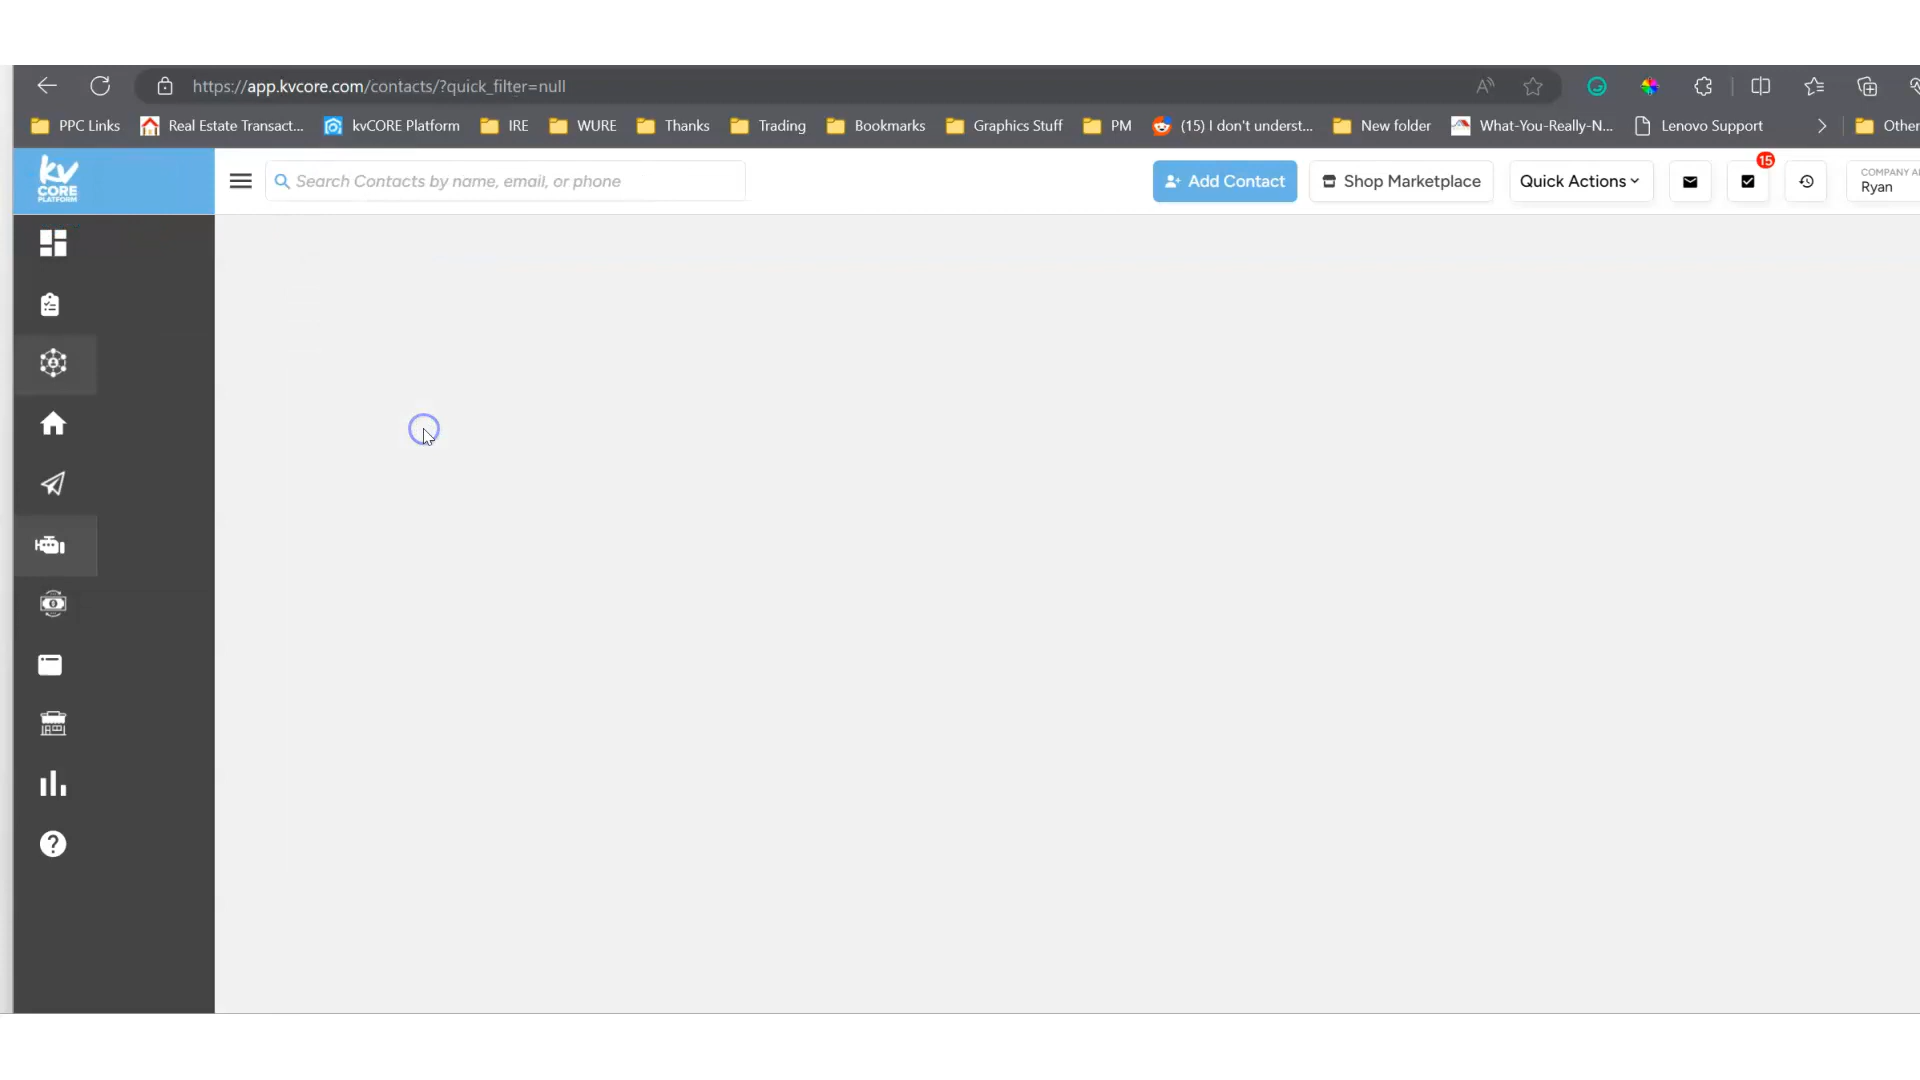 https://app.kvcore.com/contacts/?quick_filter=null
PPC Links Real Estate Transact... kvCORE Platform IRE WURE Thanks Trading Bookmarks Graphics Stuff PM (15) I don't underst... New folder What-You-Really-N... Lenovo Support Other
kv
CORE
PLATFORM
Search Contacts by name, email, or phone
Add Contact
Shop Marketplace
Quick Actions
15
COMPANY A
Ryan